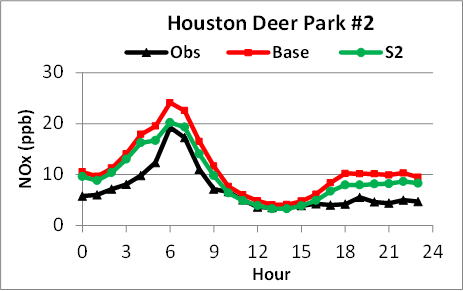 Houston Deer Park #2
Obs Base S2
30
20
10
0
NOx (ppb)
0 3 6 9 12 15 18 21 24
Hour